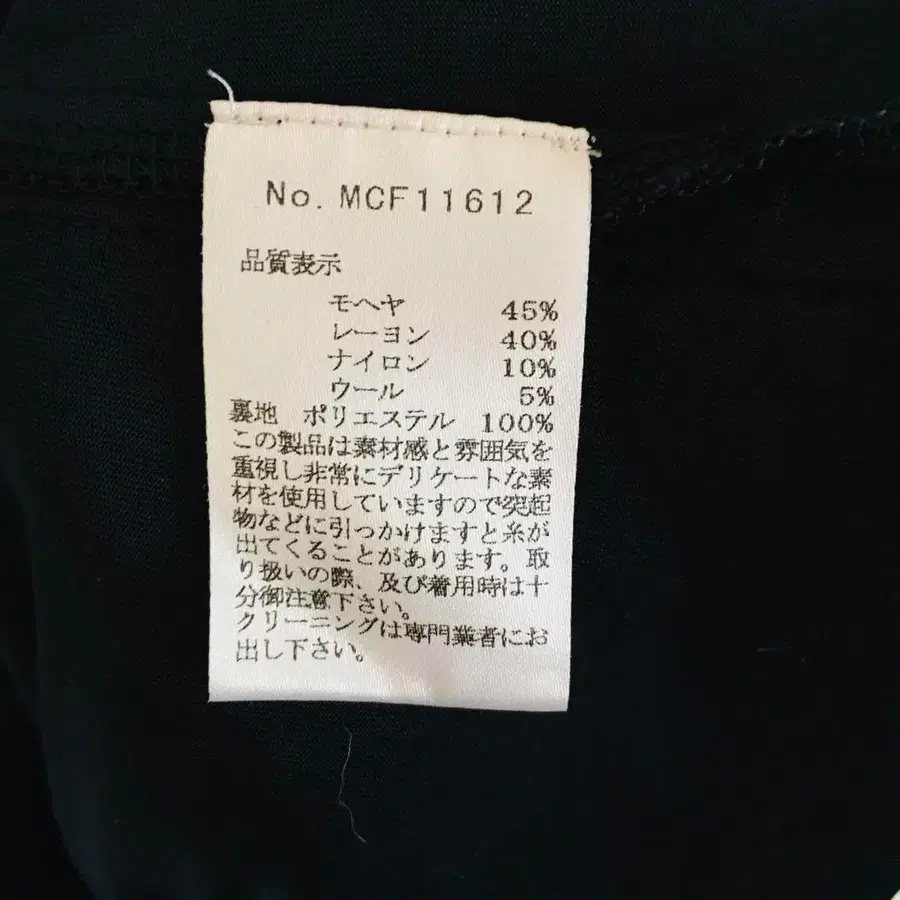 No. MCF11612
品質表示
モヘヤ 45%
レーヨン 40%
ナイロン 10%
ウール 5%
裏地 ポリエステル 100%
この製品は素材感と雰囲気を
重視し非常にデリケートな素
材を使用していますので突起
物などに引っかけますと糸が
出てくることがあります。取
り扱いの際、及び着用時は十
分御注意下さい。
クリーニングは専門業者にお
出し下さい。